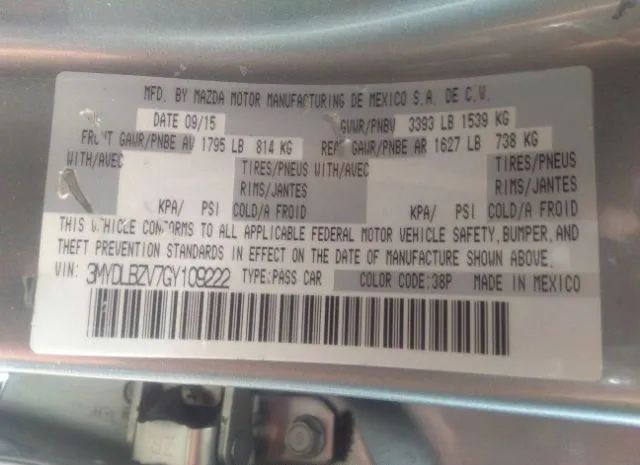 MFD. BY MAZDA MOTOR MANUFACTURING DE MEXICO S.A. DE C.V.
DATE 09/15 GVWR/PNBV 3393 LB 1539 KG
FRONT GAWR/PNBE AV 1795 LB 814 KG REAR GAWR/PNBE AR 1627 LB 738 KG
WITH/AVEC TIRES/PNEUS WITH/AVEC TIRES/PNEUS
RIMS/JANTES RIMS/JANTES
KPA/ PSI COLD/A FROID KPA/ PSI COLD/A FROID
THIS VEHICLE CONFORMS TO ALL APPLICABLE FEDERAL MOTOR VEHICLE SAFETY, BUMPER, AND
THEFT PREVENTION STANDARDS IN EFFECT ON THE DATE OF MANUFACTURE SHOWN ABOVE.
VIN: 3MYDLBZV7GY109222 TYPE:PASS CAR COLOR CODE:38P MADE IN MEXICO